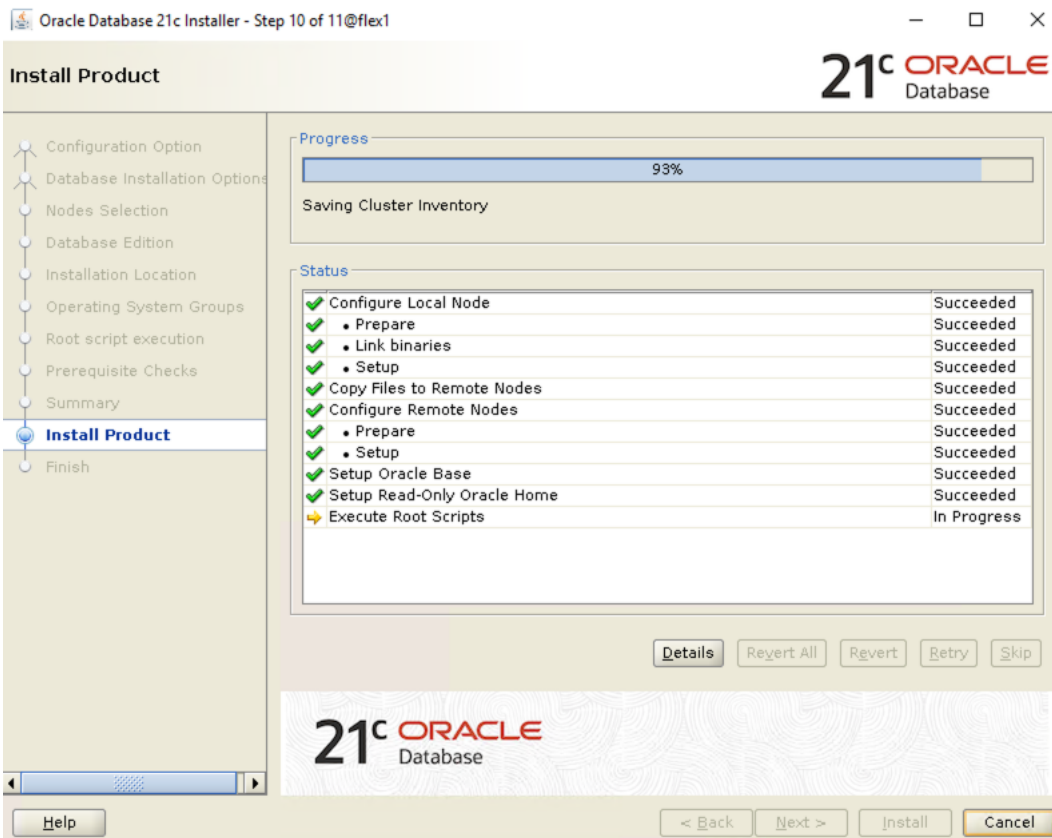 Oracle Database 21c Installer - Step 10 of 11@flex1
Install Product
21c ORACLE
Database
Configuration Option
Database Installation Options
Nodes Selection
Database Edition
Installation Location
Operating System Groups
Root script execution
Prerequisite Checks
Summary
Install Product
Finish
Progress
93%
Saving Cluster Inventory
Status
Configure Local Node Succeeded
• Prepare Succeeded
• Link binaries Succeeded
• Setup Succeeded
Copy Files to Remote Nodes Succeeded
Configure Remote Nodes Succeeded
• Prepare Succeeded
• Setup Succeeded
Setup Oracle Base Succeeded
Setup Read-Only Oracle Home Succeeded
Execute Root Scripts In Progress
Details Revert All Revert Retry Skip
21c ORACLE
Database
Help < Back Next > Install Cancel